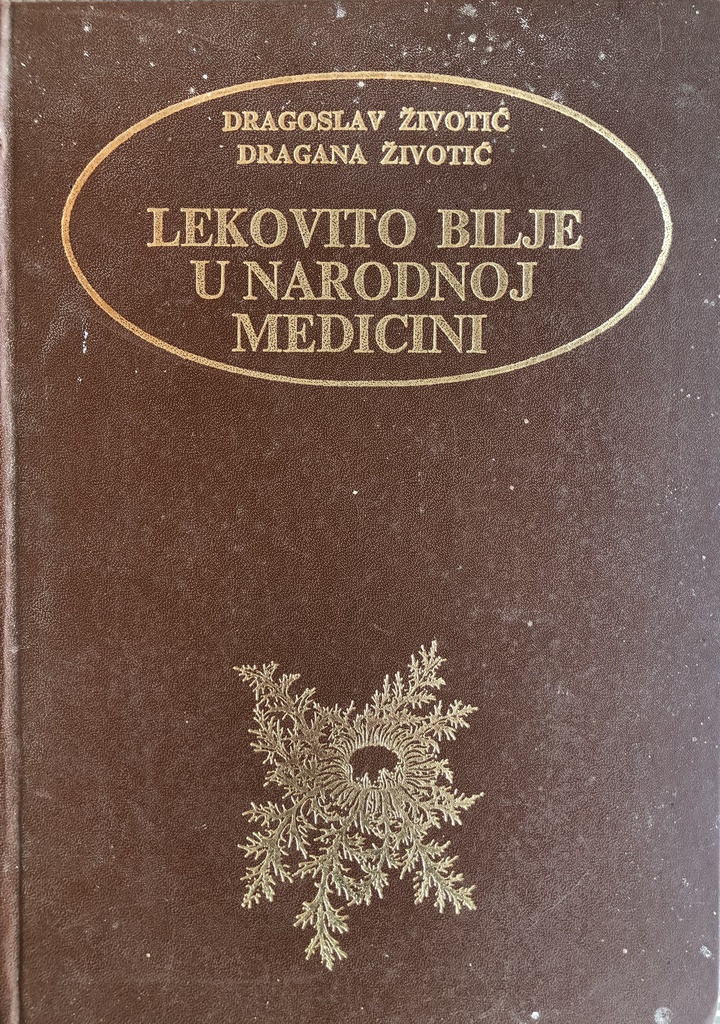 DRAGOSLAV ŽIVOTIĆ
DRAGANA ŽIVOTIĆ
LEKOVITO BILJE
U NARODNOJ
MEDICINI